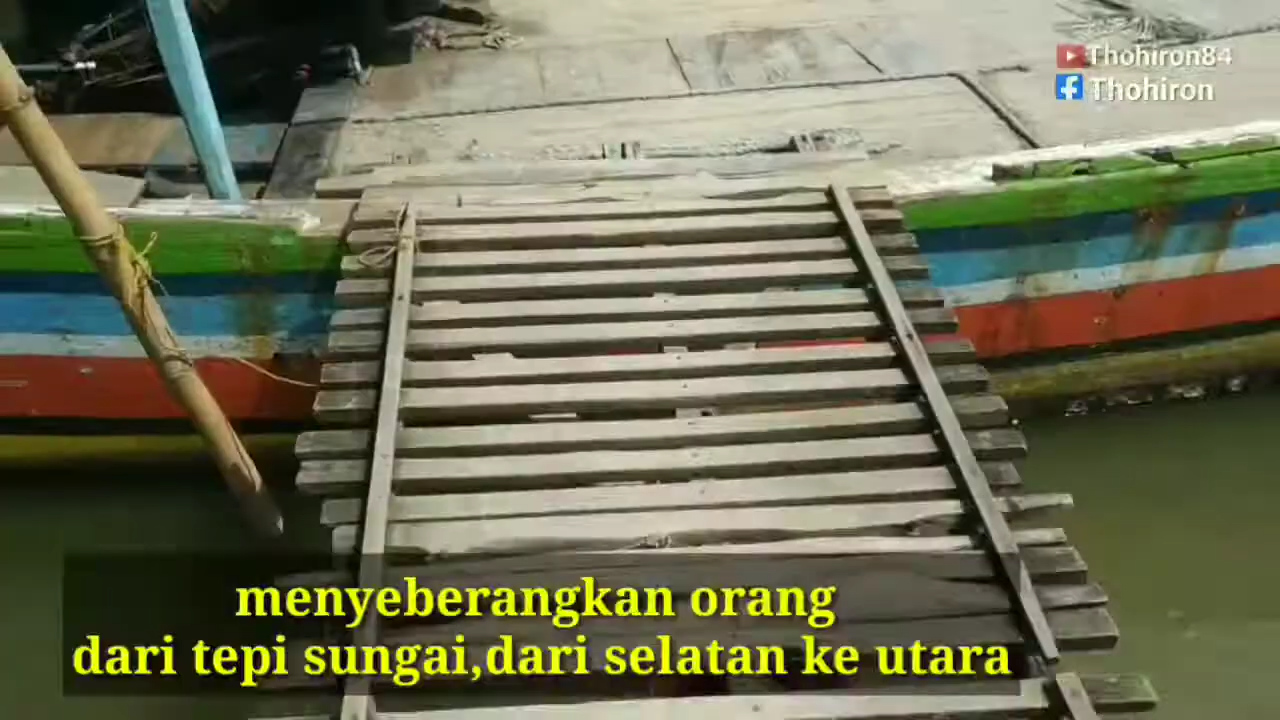 Thohiron84
Thohiron
menyeberangkan orang
dari tepi sungai,dari selatan ke utara